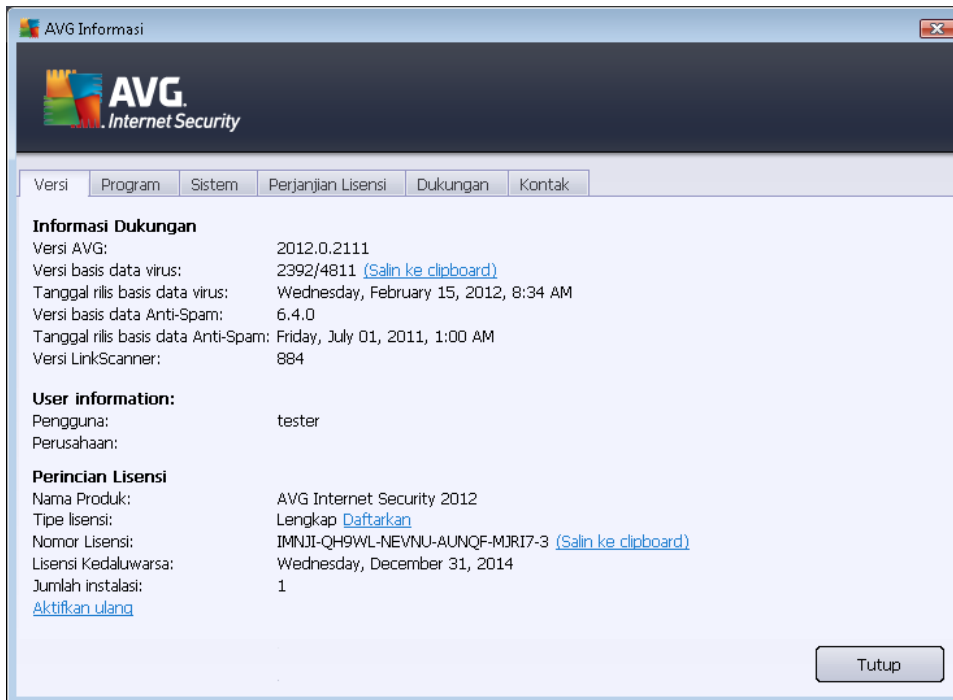 AVG Informasi
AVG.
Internet Security
Versi Program Sistem Perjanjian Lisensi Dukungan Kontak
Informasi Dukungan
Versi AVG: 2012.0.2111
Versi basis data virus: 2392/4811 (Salin ke clipboard)
Tanggal rilis basis data virus: Wednesday, February 15, 2012, 8:34 AM
Versi basis data Anti-Spam: 6.4.0
Tanggal rilis basis data Anti-Spam: Friday, July 01, 2011, 1:00 AM
Versi LinkScanner: 884
User information:
Pengguna: tester
Perusahaan:
Perincian Lisensi
Nama Produk: AVG Internet Security 2012
Tipe lisensi: Lengkap Daftarkan
Nomor Lisensi: IMNJI-QH9WL-NEVNU-AUNQF-MJRI7-3 (Salin ke clipboard)
Lisensi Kedaluwarsa: Wednesday, December 31, 2014
Jumlah instalasi: 1
Aktifkan ulang
Tutup